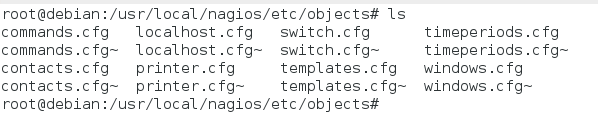 root@debian:/usr/local/nagios/etc/objects# ls
commands.cfg   localhost.cfg   switch.cfg      timeperiods.cfg
commands.cfg~  localhost.cfg~  switch.cfg~     timeperiods.cfg~
contacts.cfg   printer.cfg     templates.cfg   windows.cfg
contacts.cfg~  printer.cfg~    templates.cfg~  windows.cfg~
root@debian:/usr/local/nagios/etc/objects#